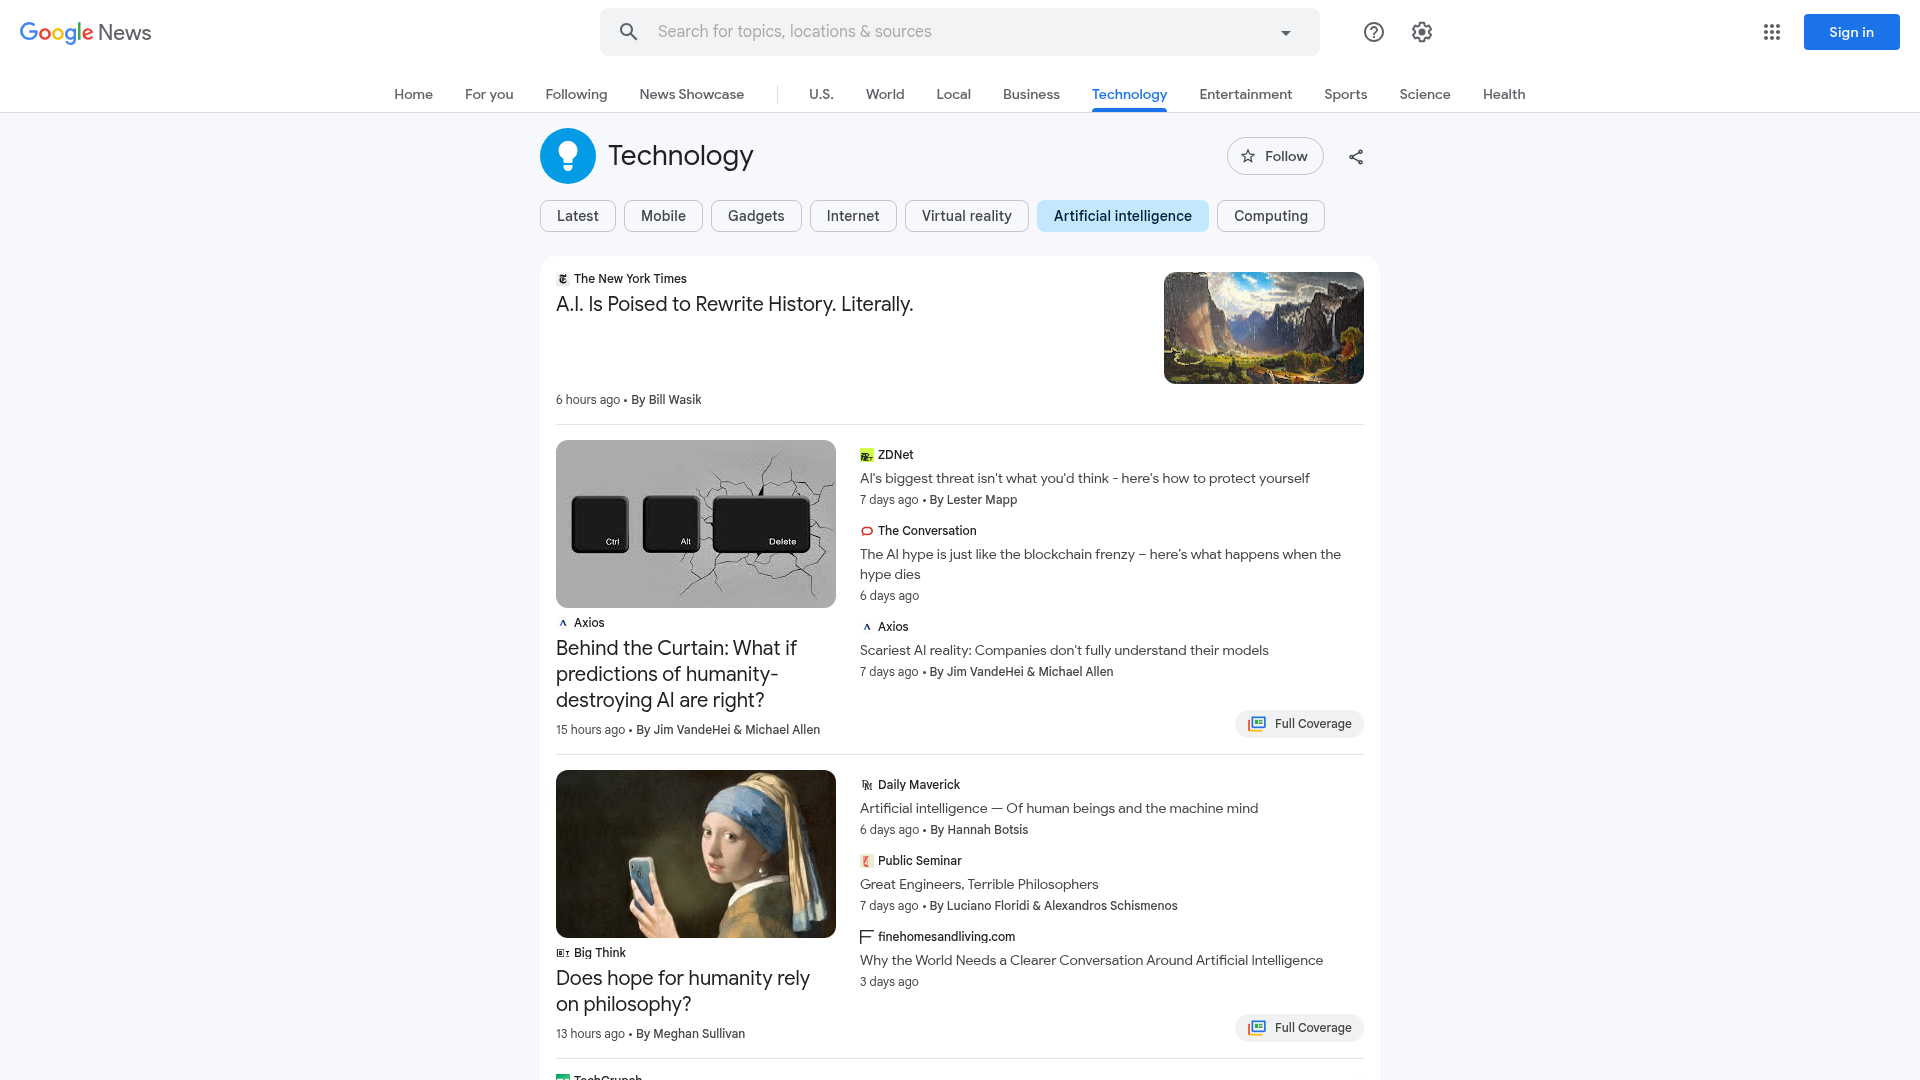 Google News
Search for topics, locations & sources
Sign in
Home For you Following News Showcase U.S. World Local Business Technology Entertainment Sports Science Health
Technology
Follow
Latest Mobile Gadgets Internet Virtual reality Artificial intelligence Computing
The New York Times
A.I. Is Poised to Rewrite History. Literally.
6 hours ago • By Bill Wasik
Ctrl Alt Delete
Axios
Behind the Curtain: What if
predictions of humanity-
destroying AI are right?
15 hours ago • By Jim VandeHei & Michael Allen
ZDNet
AI's biggest threat isn't what you'd think - here's how to protect yourself
7 days ago • By Lester Mapp
The Conversation
The AI hype is just like the blockchain frenzy – here's what happens when the
hype dies
6 days ago
Axios
Scariest AI reality: Companies don't fully understand their models
7 days ago • By Jim VandeHei & Michael Allen
Full Coverage
Big Think
Does hope for humanity rely
on philosophy?
13 hours ago • By Meghan Sullivan
Daily Maverick
Artificial intelligence — Of human beings and the machine mind
6 days ago • By Hannah Botsis
Public Seminar
Great Engineers, Terrible Philosophers
7 days ago • By Luciano Floridi & Alexandros Schismenos
finehomesandliving.com
Why the World Needs a Clearer Conversation Around Artificial Intelligence
3 days ago
Full Coverage
TechCrunch